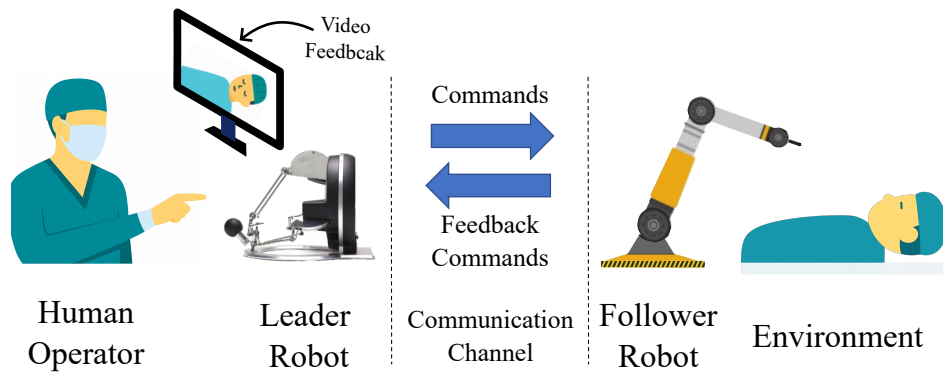 Video
Feedbcak
Commands
Feedback
Commands
Human
Operator
Leader
Robot
Communication
Channel
Follower
Robot
Environment